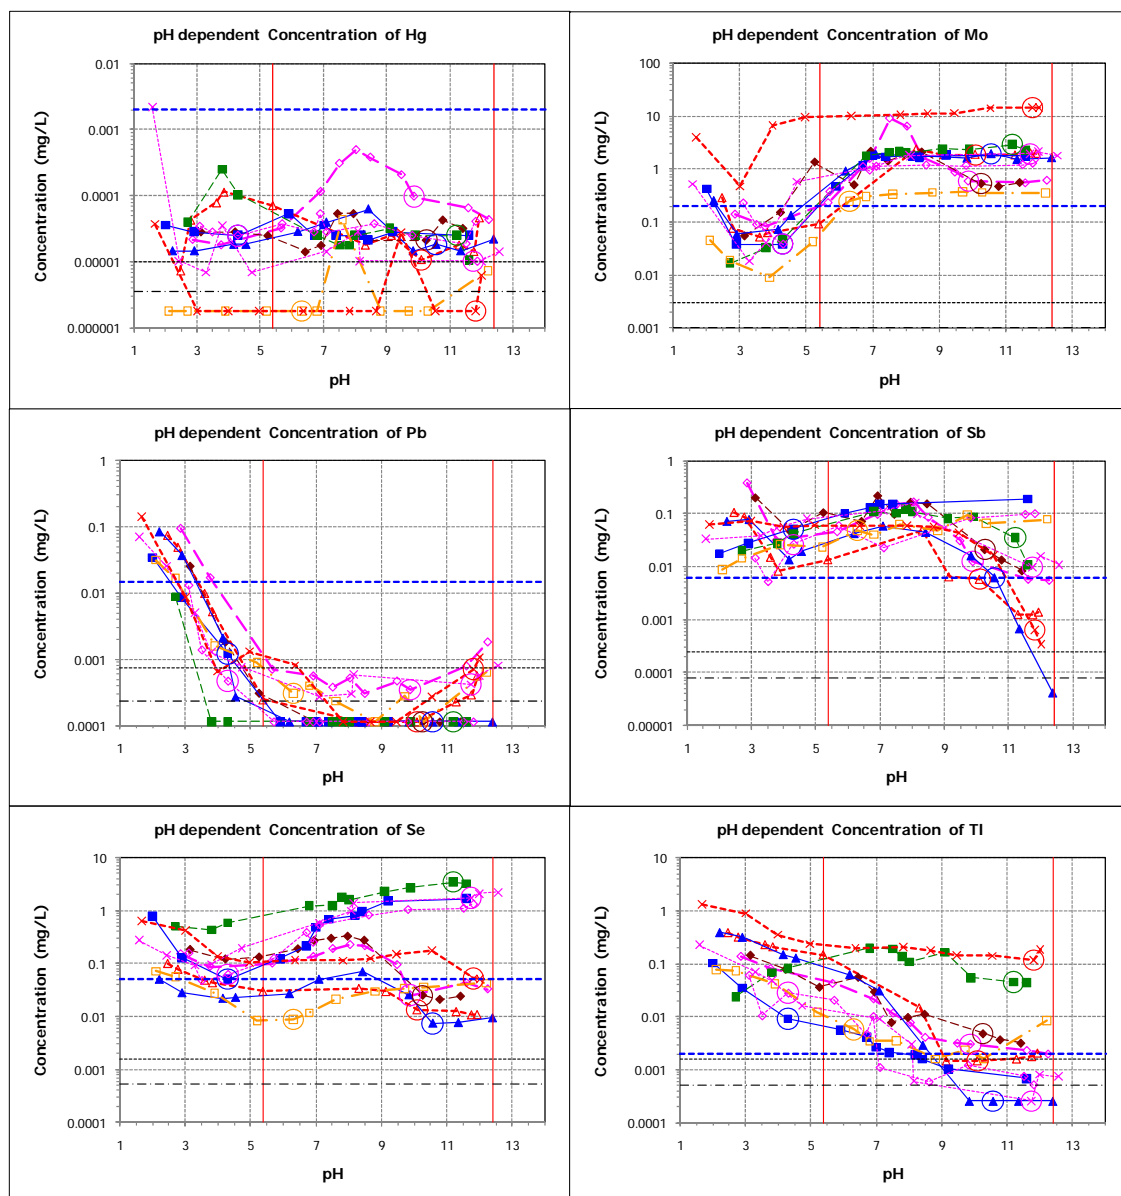 pH dependent Concentration of Hg
Concentration (mg/L)
0.01
0.001
0.0001
0.00001
0.000001
1 3 5 7 9 11 13
pH
pH dependent Concentration of Mo
Concentration (mg/L)
100
10
1
0.1
0.01
0.001
1 3 5 7 9 11 13
pH
pH dependent Concentration of Pb
Concentration (mg/L)
1
0.1
0.01
0.001
0.0001
1 3 5 7 9 11 13
pH
pH dependent Concentration of Sb
Concentration (mg/L)
1
0.1
0.01
0.001
0.0001
0.00001
1 3 5 7 9 11 13
pH
pH dependent Concentration of Se
Concentration (mg/L)
10
1
0.1
0.01
0.001
0.0001
1 3 5 7 9 11 13
pH
pH dependent Concentration of Tl
Concentration (mg/L)
10
1
0.1
0.01
0.001
0.0001
1 3 5 7 9 11 13
pH